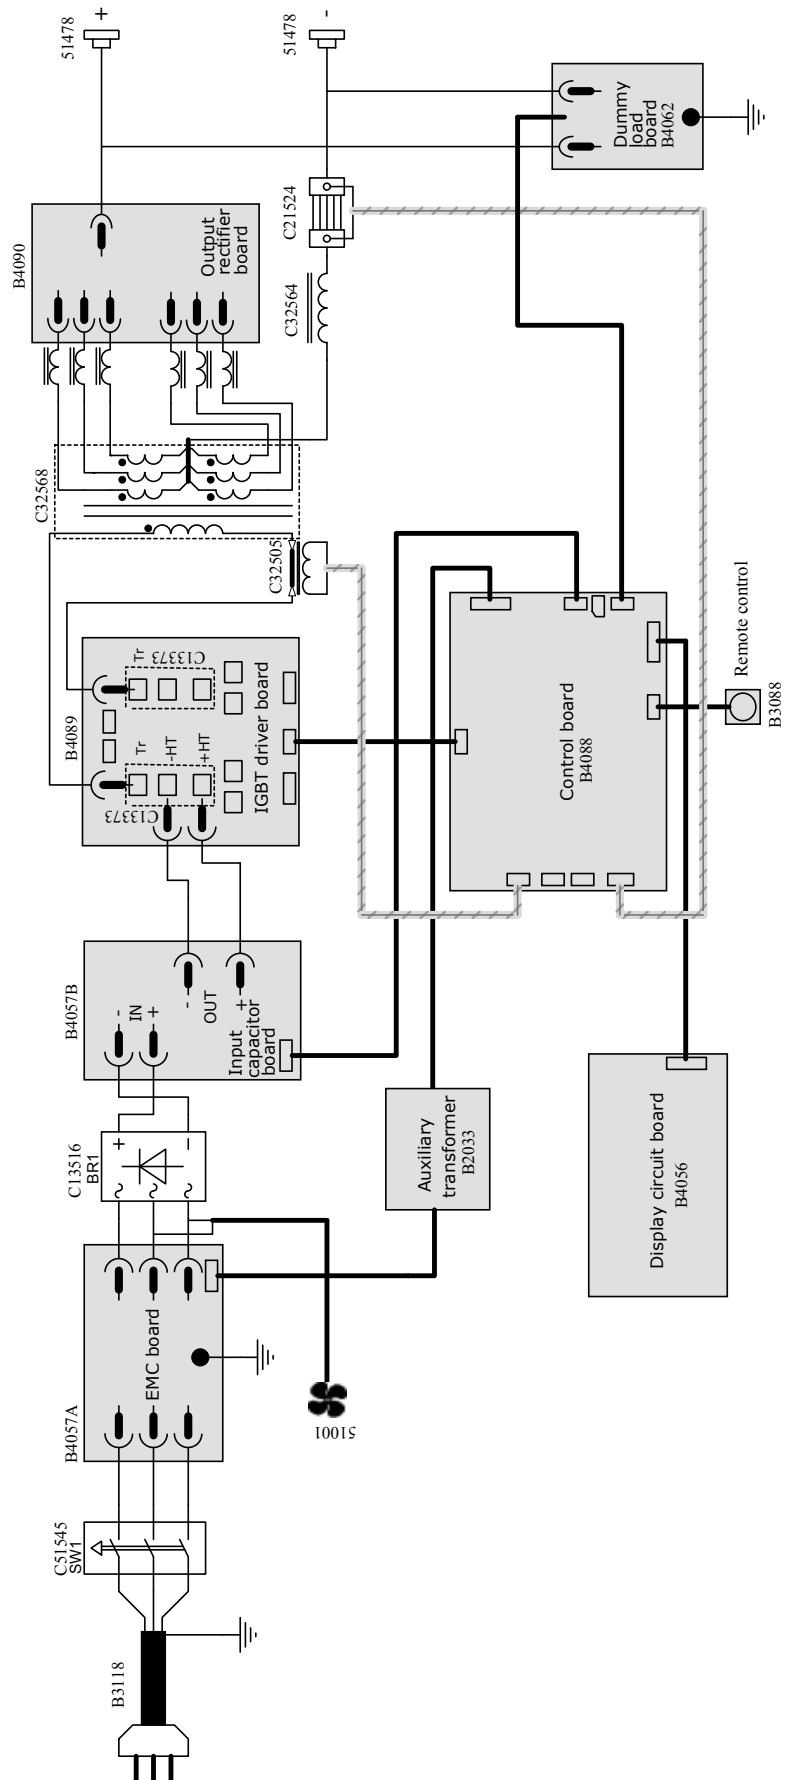 +
51478
-
51478
Dummy
load
board
B4062
B4090
Output
rectifier
board
C21524
C32564
C32568
C32505
B4089
Tr
C13373
Tr
-HT
+HT
C13373
IGBT driver board
Control board
B4088
Remote control
B3088
B4057B
-
IN
+
-
OUT
+
Input
capacitor
board
C13516
BR1
+
-
Auxiliary
transformer
B2033
Display circuit board
B4056
B4057A
EMC board
51001
C51545
SW1
B3118